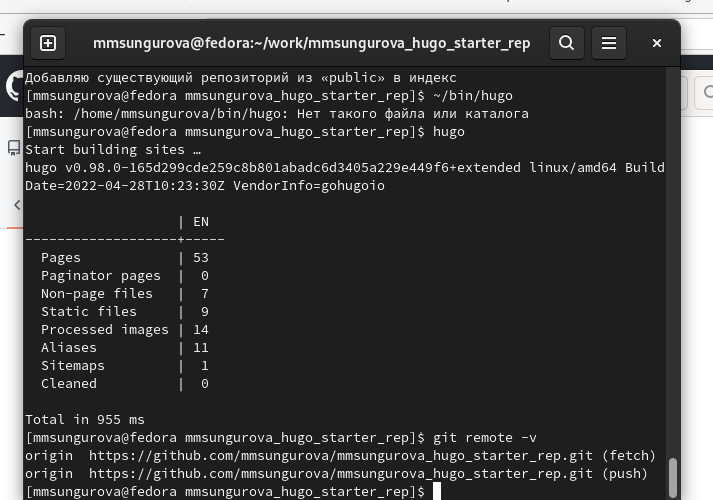 mmsungurova@fedora:~/work/mmsungurova_hugo_starter_rep
Добавляю существующий репозиторий из «public» в индекс
[mmsungurova@fedora mmsungurova_hugo_starter_rep]$ ~/bin/hugo
bash: /home/mmsungurova/bin/hugo: Нет такого файла или каталога
[mmsungurova@fedora mmsungurova_hugo_starter_rep]$ hugo
Start building sites …
hugo v0.98.0-165d299cde259c8b801abadc6d3405a229e449f6+extended linux/amd64 Build
Date=2022-04-28T10:23:30Z VendorInfo=gohugoio
                   | EN
-------------------+-----
  Pages            | 53
  Paginator pages  |  0
  Non-page files   |  7
  Static files     |  9
  Processed images | 14
  Aliases          | 11
  Sitemaps         |  1
  Cleaned          |  0
Total in 955 ms
[mmsungurova@fedora mmsungurova_hugo_starter_rep]$ git remote -v
origin  https://github.com/mmsungurova/mmsungurova_hugo_starter_rep.git (fetch)
origin  https://github.com/mmsungurova/mmsungurova_hugo_starter_rep.git (push)
[mmsungurova@fedora mmsungurova_hugo_starter_rep]$